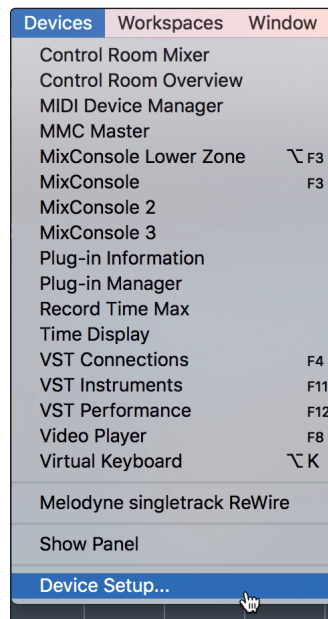 Devices Workspaces Window
Control Room Mixer
Control Room Overview
MIDI Device Manager
MMC Master
MixConsole Lower Zone ⌥ F3
MixConsole F3
MixConsole 2
MixConsole 3
Plug-in Information
Plug-in Manager
Record Time Max
Time Display
VST Connections F4
VST Instruments F11
VST Performance F12
Video Player F8
Virtual Keyboard ⌥ K
Melodyne singletrack ReWire
Show Panel
Device Setup...